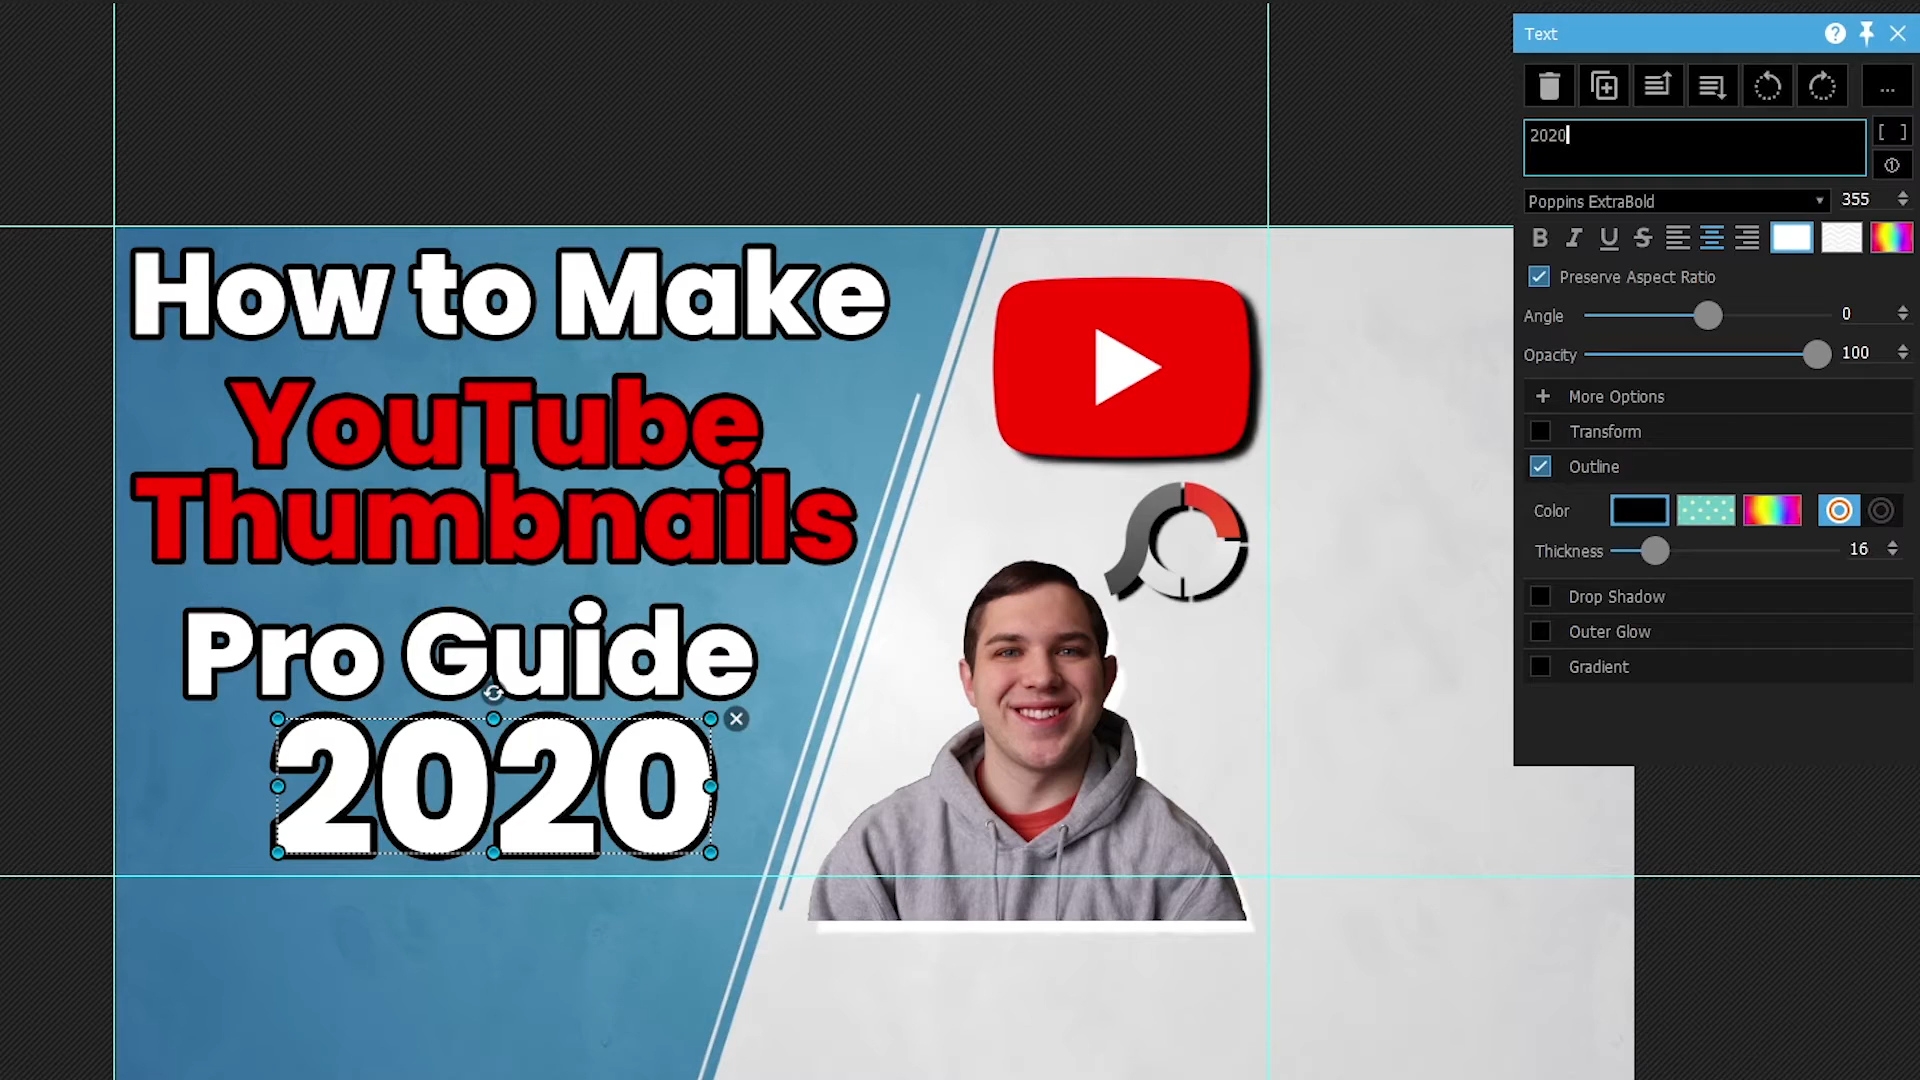 How to Make
YouTube
Thumbnails
Pro Guide
2020
Text
...
2020
[ ]
Poppins ExtraBold
355
B I U S
Preserve Aspect Ratio
Angle
0
Opacity
100
+ More Options
Transform
Outline
Color
Thickness
16
Drop Shadow
Outer Glow
Gradient